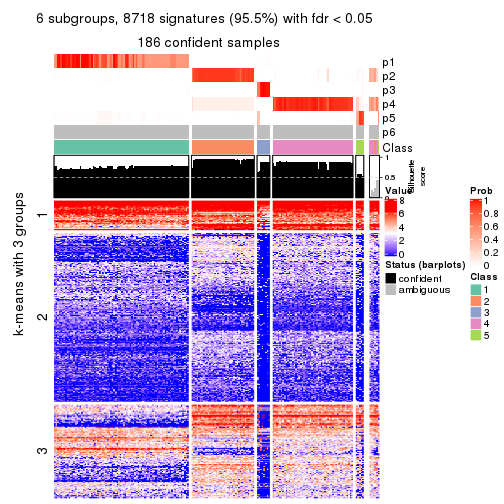 6 subgroups, 8718 signatures (95.5%) with fdr < 0.05
186 confident samples
p1
p2
p3
p4
p5
p6
Class
1
0.5
0
Silhouette
score
k-means with 3 groups
1
2
3
Value
8
6
4
2
0
Status (barplots)
confident
ambiguous
Prob
1
0.8
0.6
0.4
0.2
0
Class
1
2
3
4
5